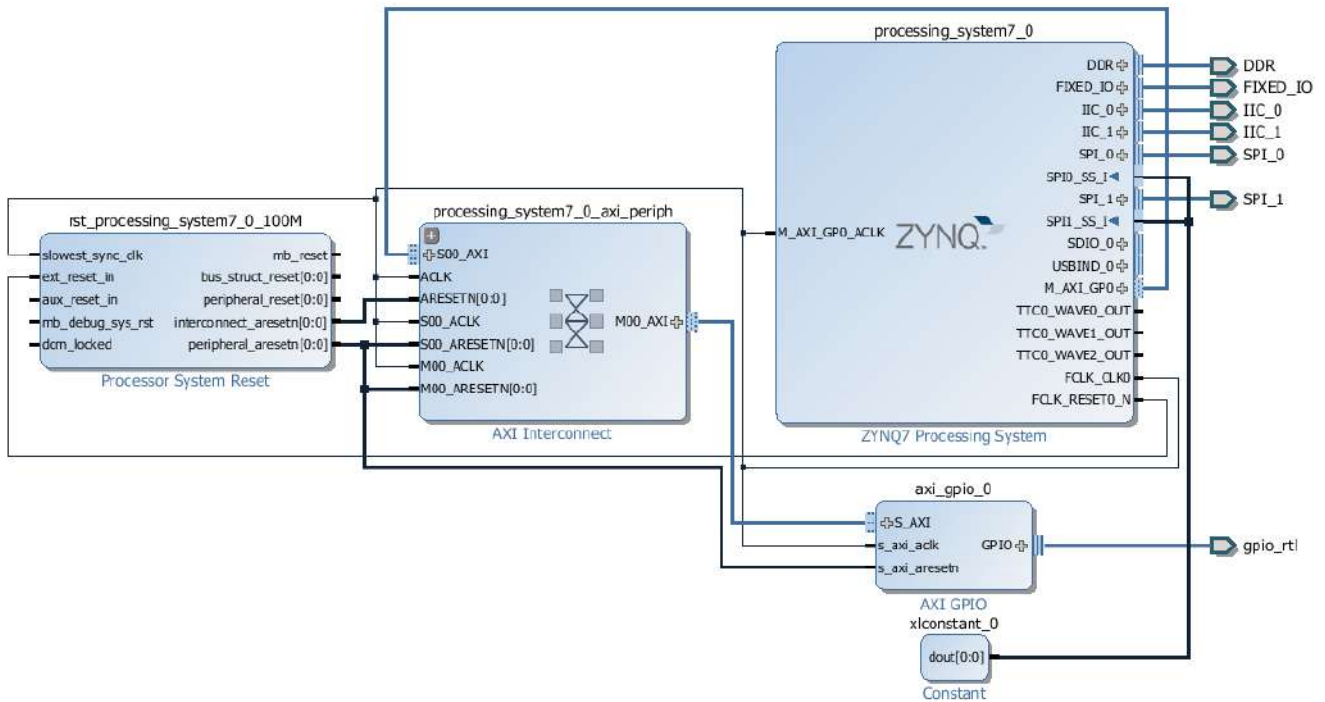 processing_system7_0
DDR
FIXED_IO
IIC_0
IIC_1
SPI_0
SPI0_SS_I
SPI_1
SPI1_SS_I
SDIO_0
USBIND_0
M_AXI_GP0
TTC0_WAVE0_OUT
TTC0_WAVE1_OUT
TTC0_WAVE2_OUT
FCLK_CLK0
FCLK_RESET0_N
M_AXI_GP0_ACLK
ZYNQ
ZYNQ7 Processing System
DDR
FIXED_IO
IIC_0
IIC_1
SPI_0
SPI_1
rst_processing_system7_0_100M
slowest_sync_clk
ext_reset_in
aux_reset_in
mb_debug_sys_rst
dcm_locked
mb_reset
bus_struct_reset[0:0]
peripheral_reset[0:0]
interconnect_aresetn[0:0]
peripheral_aresetn[0:0]
Processor System Reset
processing_system7_0_axi_periph
S00_AXI
ACLK
ARESETN[0:0]
S00_ACLK
S00_ARESETN[0:0]
M00_ACLK
M00_ARESETN[0:0]
M00_AXI
AXI Interconnect
axi_gpio_0
S_AXI
s_axi_aclk
s_axi_aresetn
GPIO
AXI GPIO
gpio_rtl
xlconstant_0
dout[0:0]
Constant